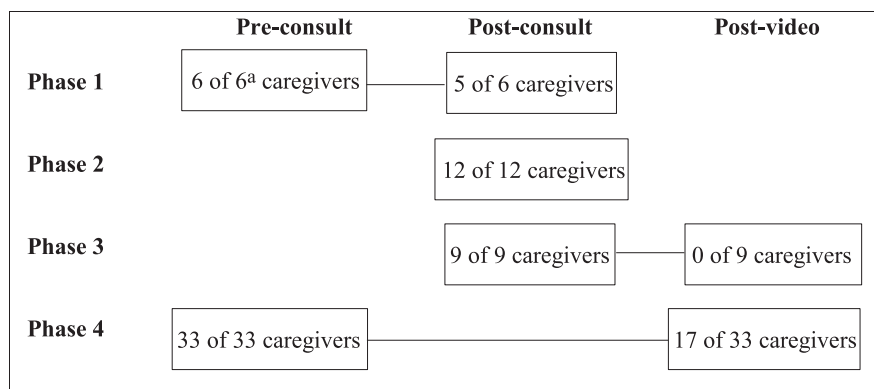 Pre-consult Post-consult Post-video
Phase 1 6 of 6ª caregivers 5 of 6 caregivers
Phase 2 12 of 12 caregivers
Phase 3 9 of 9 caregivers 0 of 9 caregivers
Phase 4 33 of 33 caregivers 17 of 33 caregivers